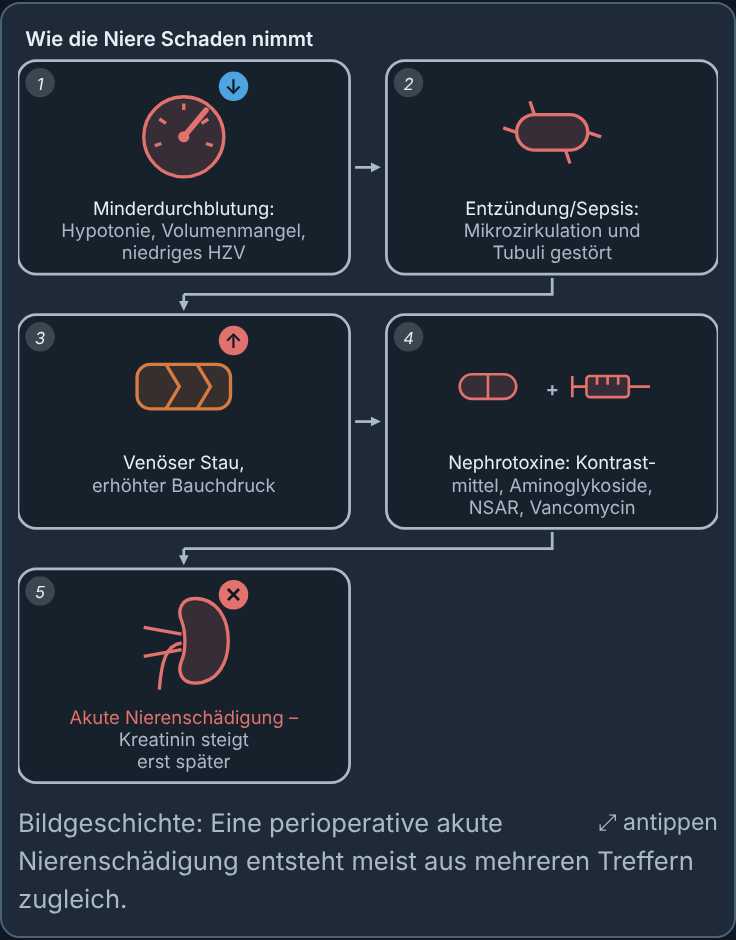 Wie die Niere Schaden nimmt
1
Minderdurchblutung:
Hypotonie, Volumenmangel,
niedriges HZV
2
Entzündung/Sepsis:
Mikrozirkulation und
Tubuli gestört
3
Venöser Stau,
erhöhter Bauchdruck
4
+
Nephrotoxine: Kontrast-
mittel, Aminoglykoside,
NSAR, Vancomycin
5
Akute Nierenschädigung –
Kreatinin steigt
erst später
Bildgeschichte: Eine perioperative akute
Nierenschädigung entsteht meist aus mehreren Treffern
zugleich.
⤢ antippen